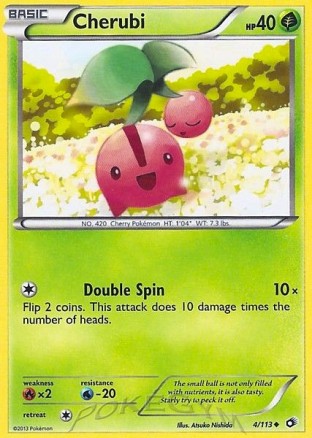 BASIC
Cherubi HP40
NO. 420 Cherry Pokémon HT: 1'04" WT: 7.3 lbs.
Double Spin 10×
Flip 2 coins. This attack does 10 damage times
the number of heads.
weakness resistance
×2 -20
retreat
The small ball is not only filled
with nutrients, it is also tasty.
Starly try to peck it off.
©2013 Pokémon
Illus. Atsuko Nishida 4/113